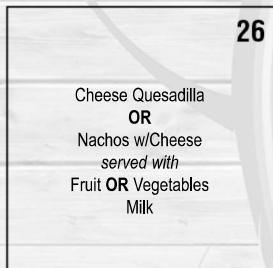 26
Cheese Quesadilla
OR
Nachos w/Cheese
served with
Fruit OR Vegetables
Milk